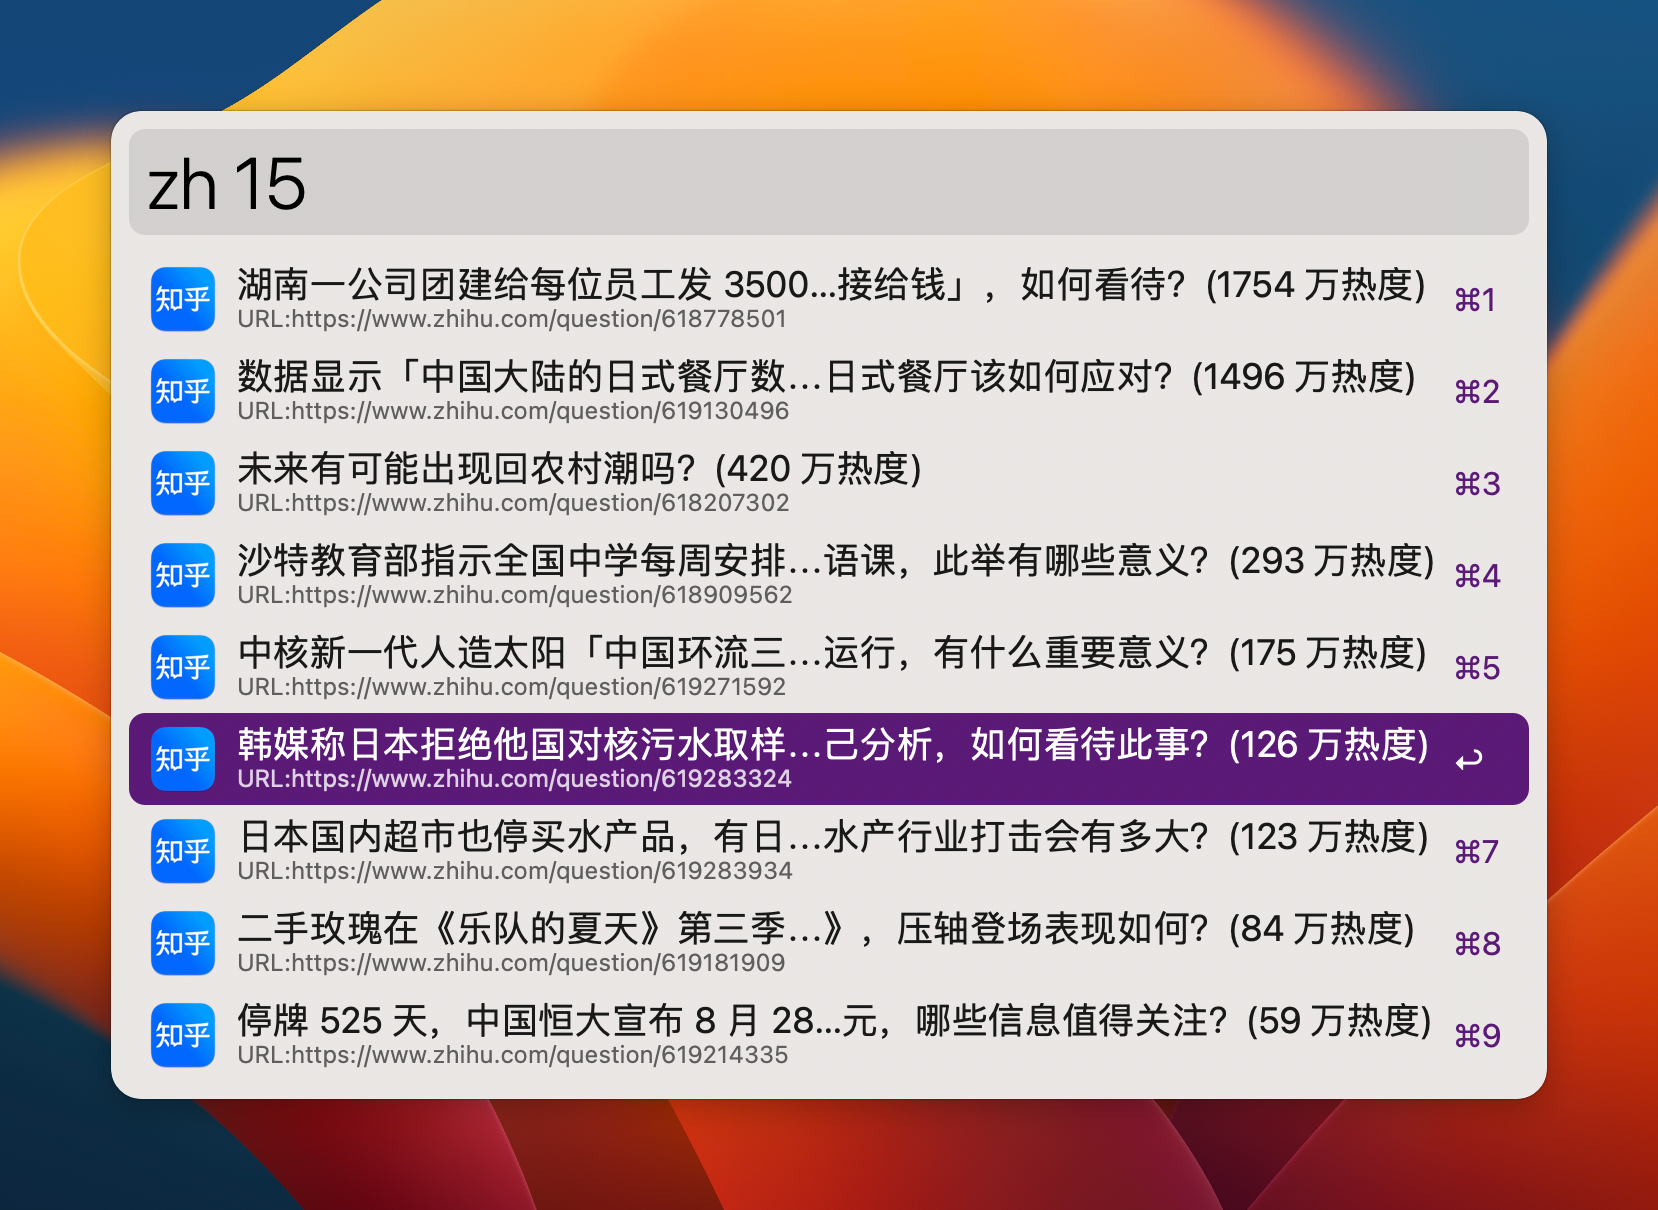 zh 15
知乎
湖南一公司团建给每位员工发 3500...接给钱」，如何看待？(1754 万热度)
⌘1
URL:https://www.zhihu.com/question/618778501
知乎
数据显示「中国大陆的日式餐厅数...日式餐厅该如何应对？(1496 万热度)
⌘2
URL:https://www.zhihu.com/question/619130496
知乎
未来有可能出现回农村潮吗？(420 万热度)
⌘3
URL:https://www.zhihu.com/question/618207302
知乎
沙特教育部指示全国中学每周安排...语课，此举有哪些意义？(293 万热度)
⌘4
URL:https://www.zhihu.com/question/618909562
知乎
中核新一代人造太阳「中国环流三...运行，有什么重要意义？(175 万热度)
⌘5
URL:https://www.zhihu.com/question/619271592
知乎
韩媒称日本拒绝他国对核污水取样...己分析，如何看待此事？(126 万热度)
URL:https://www.zhihu.com/question/619283324
知乎
日本国内超市也停买水产品，有日...水产行业打击会有多大？(123 万热度)
⌘7
URL:https://www.zhihu.com/question/619283934
知乎
二手玫瑰在《乐队的夏天》第三季...》，压轴登场表现如何？(84 万热度)
⌘8
URL:https://www.zhihu.com/question/619181909
知乎
停牌 525 天，中国恒大宣布 8 月 28...元，哪些信息值得关注？(59 万热度)
⌘9
URL:https://www.zhihu.com/question/619214335